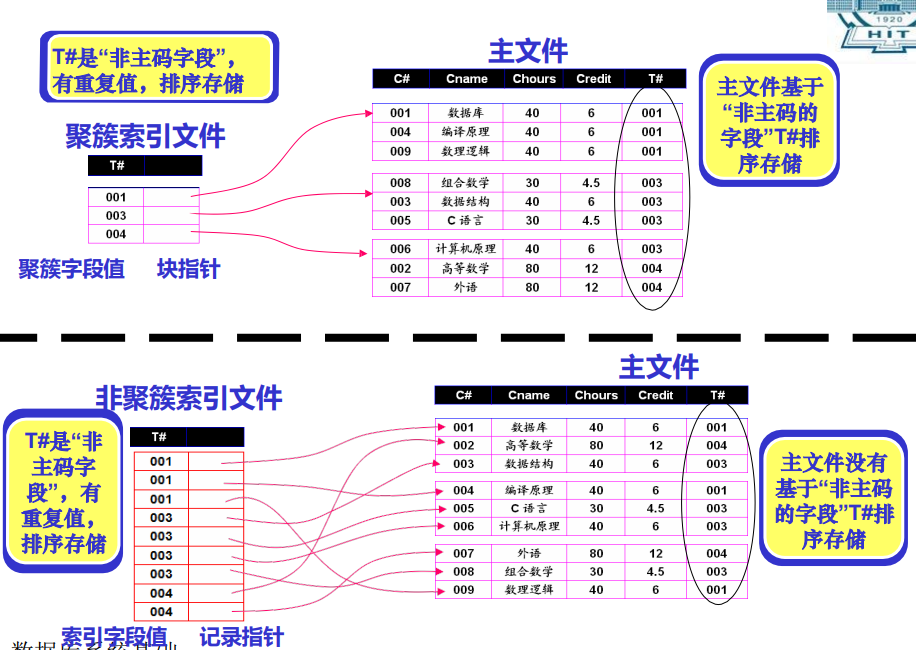 1920
HIT
T#是“非主码字段”，
有重复值，排序存储
主文件
聚簇索引文件
T#
001
003
004
聚簇字段值 块指针
C# Cname Chours Credit T#
001 数据库 40 6 001
004 编译原理 40 6 001
009 数理逻辑 40 6 001
008 组合数学 30 4.5 003
003 数据结构 40 6 003
005 C 语言 30 4.5 003
006 计算机原理 40 6 003
002 高等数学 80 12 004
007 外语 80 12 004
主文件基于
“非主码的
字段”T#排
序存储
主文件
非聚簇索引文件
T#是“非
主码字
段”，有
重复值，
排序存储
T#
001
001
001
003
003
003
003
004
004
索引字段值 记录指针
C# Cname Chours Credit T#
001 数据库 40 6 001
002 高等数学 80 12 004
003 数据结构 40 6 003
004 编译原理 40 6 001
005 C 语言 30 4.5 003
006 计算机原理 40 6 003
007 外语 80 12 004
008 组合数学 30 4.5 003
009 数理逻辑 40 6 001
主文件没有
基于“非主码
的字段”T#排
序存储